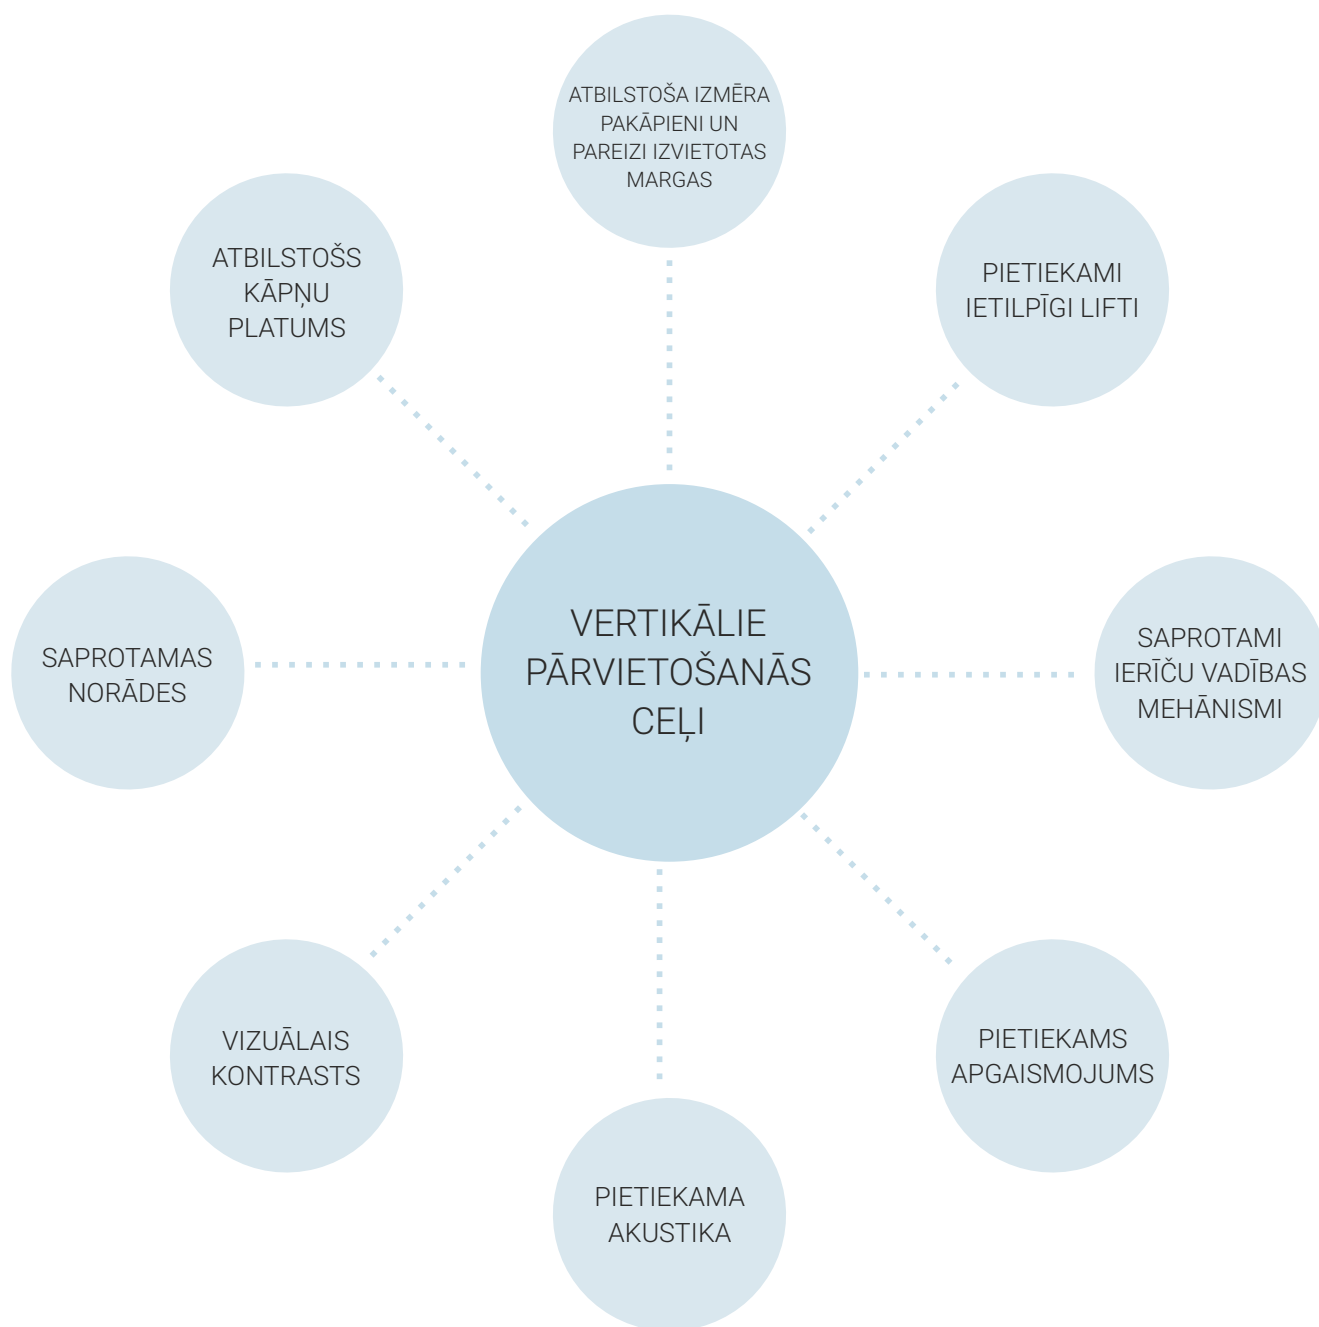 ATBILSTOŠA IZMĒRA
PAKĀPIENI UN
PAREIZI IZVIETOTAS
MARGAS
ATBILSTOŠS
KĀPŅU
PLATUMS
PIETIEKAMI
IETILPĪGI LIFTI
VERTIKĀLIE
PĀRVIETOŠANĀS
CEĻI
SAPROTAMAS
NORĀDES
SAPROTAMI
IERĪČU VADĪBAS
MEHĀNISMI
VIZUĀLAIS
KONTRASTS
PIETIEKAMS
APGAISMOJUMS
PIETIEKAMA
AKUSTIKA